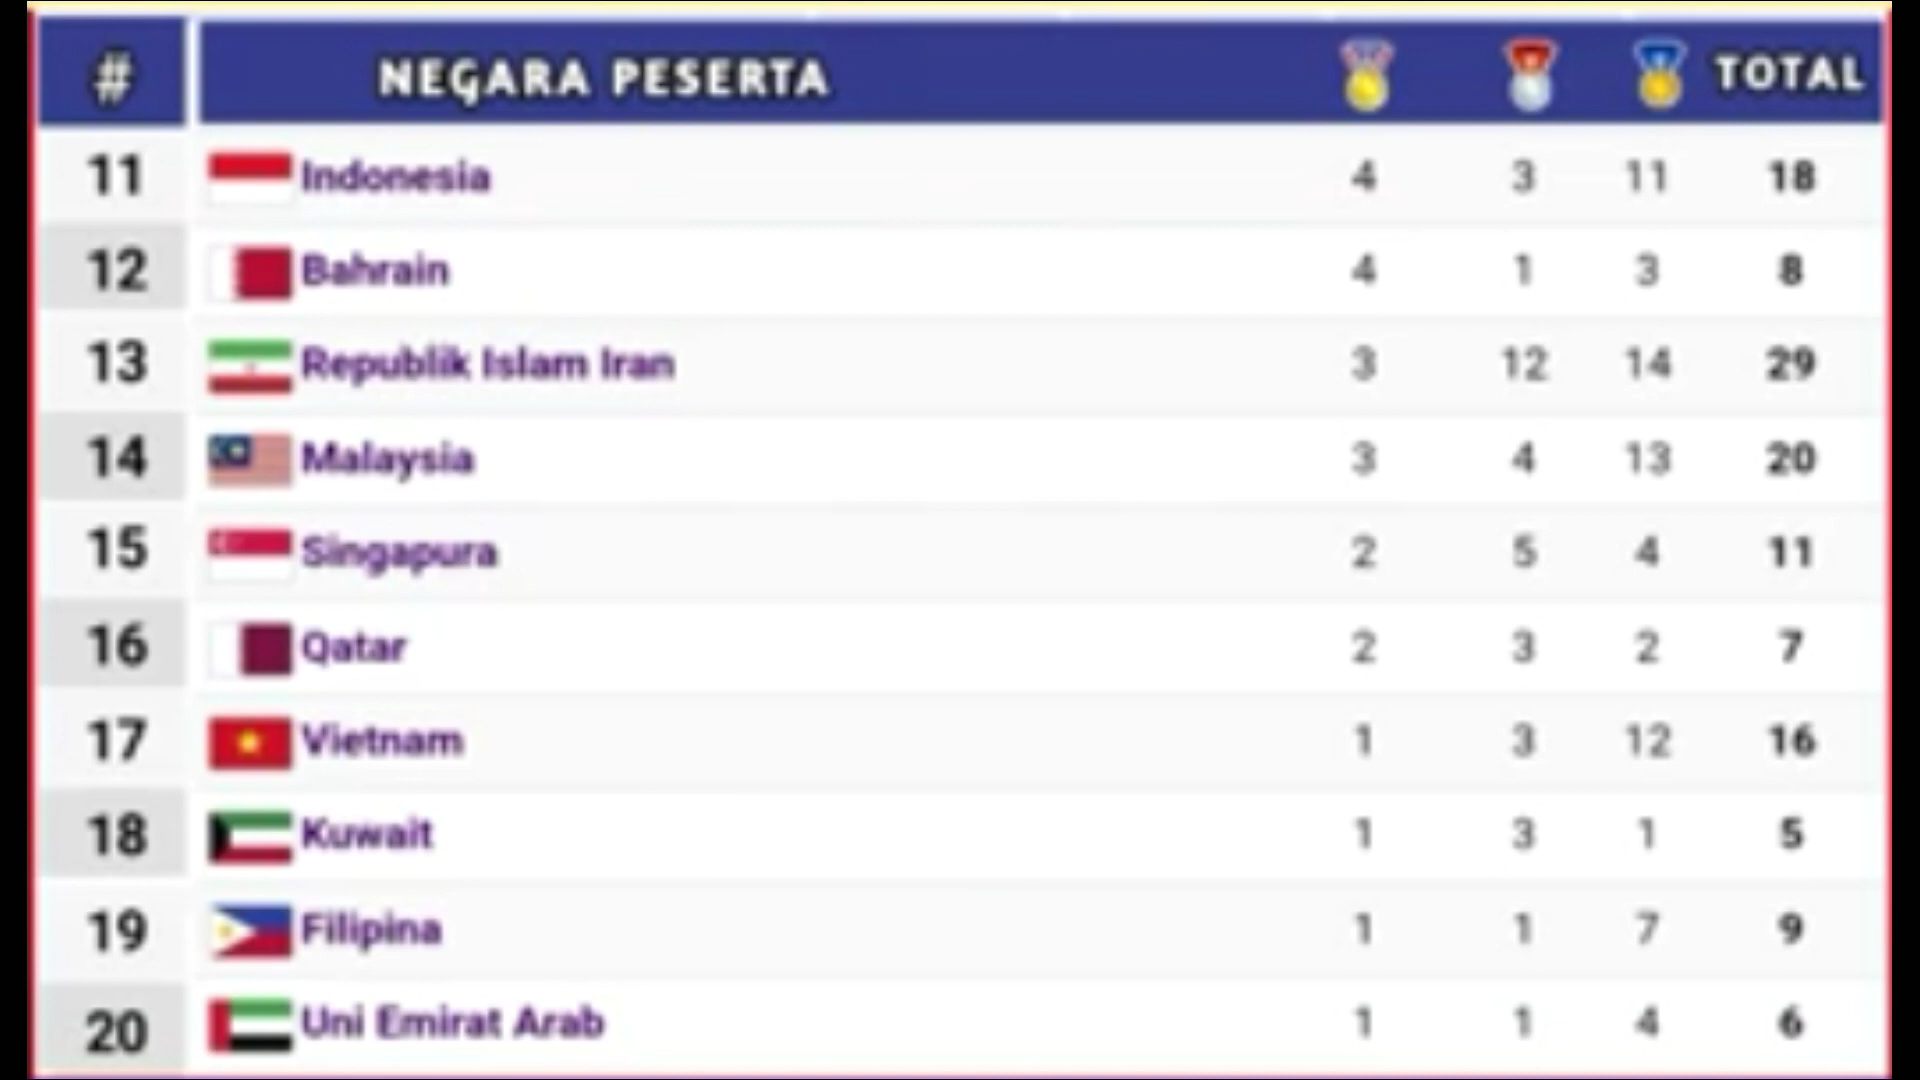 # NEGARA PESERTA TOTAL
11 Indonesia 4 3 11 18
12 Bahrain 4 1 3 8
13 Republik Islam Iran 3 12 14 29
14 Malaysia 3 4 13 20
15 Singapura 2 5 4 11
16 Qatar 2 3 2 7
17 Vietnam 1 3 12 16
18 Kuwait 1 3 1 5
19 Filipina 1 1 7 9
20 Uni Emirat Arab 1 1 4 6